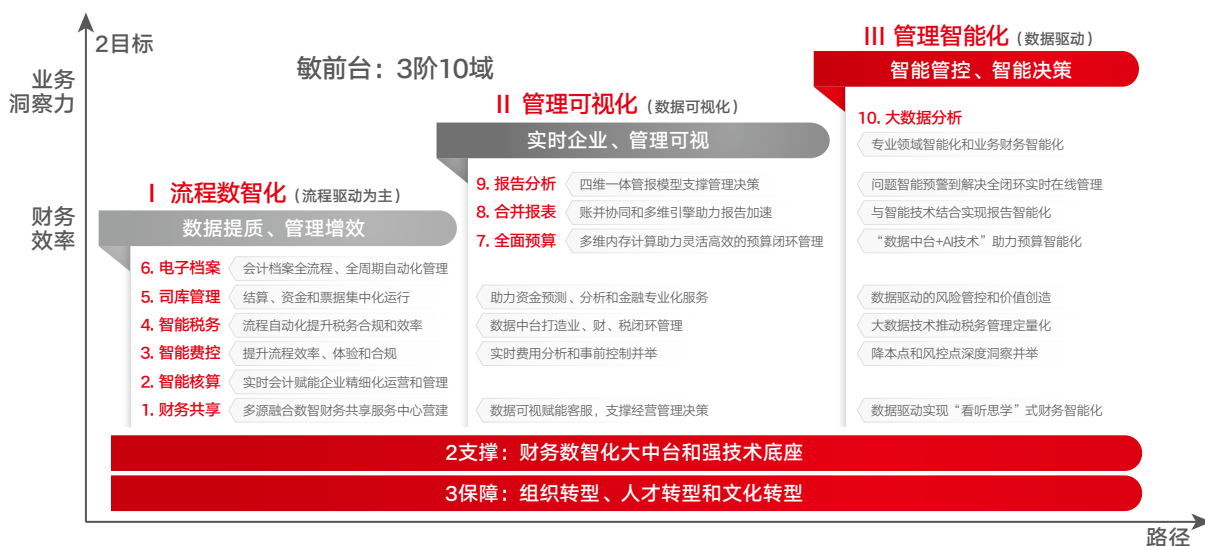 2目标
业务
洞察力
财务
效率
敏前台：3阶10域
III 管理智能化（数据驱动）
智能管控、智能决策
10. 大数据分析
专业领域智能化和业务财务智能化
II 管理可视化（数据可视化）
实时企业、管理可视
9. 报告分析 四维一体管报模型支撑管理决策 问题智能预警到解决全闭环实时在线管理
8. 合并报表 账并协同和多维引擎助力报告加速 与智能技术结合实现报告智能化
7. 全面预算 多维内存计算助力灵活高效的预算闭环管理 “数据中台+AI技术”助力预算智能化
I 流程数智化（流程驱动为主）
数据提质、管理增效
6. 电子档案 会计档案全流程、全周期自动化管理
5. 司库管理 结算、资金和票据集中化运行 助力资金预测、分析和金融专业化服务 数据驱动的风险管控和价值创造
4. 智能税务 流程自动化提升税务合规和效率 数据中台打造业、财、税闭环管理 大数据技术推动税务管理定量化
3. 智能费控 提升流程效率、体验和合规 实时费用分析和事前控制并举 降本点和风控点深度洞察并举
2. 智能核算 实时会计赋能企业精细化运营和管理
1. 财务共享 多源融合数智财务共享服务中心营建 数据可视赋能客服，支撑经营管理决策 数据驱动实现“看听思学”式财务智能化
2支撑：财务数智化大中台和强技术底座
3保障：组织转型、人才转型和文化转型
路径